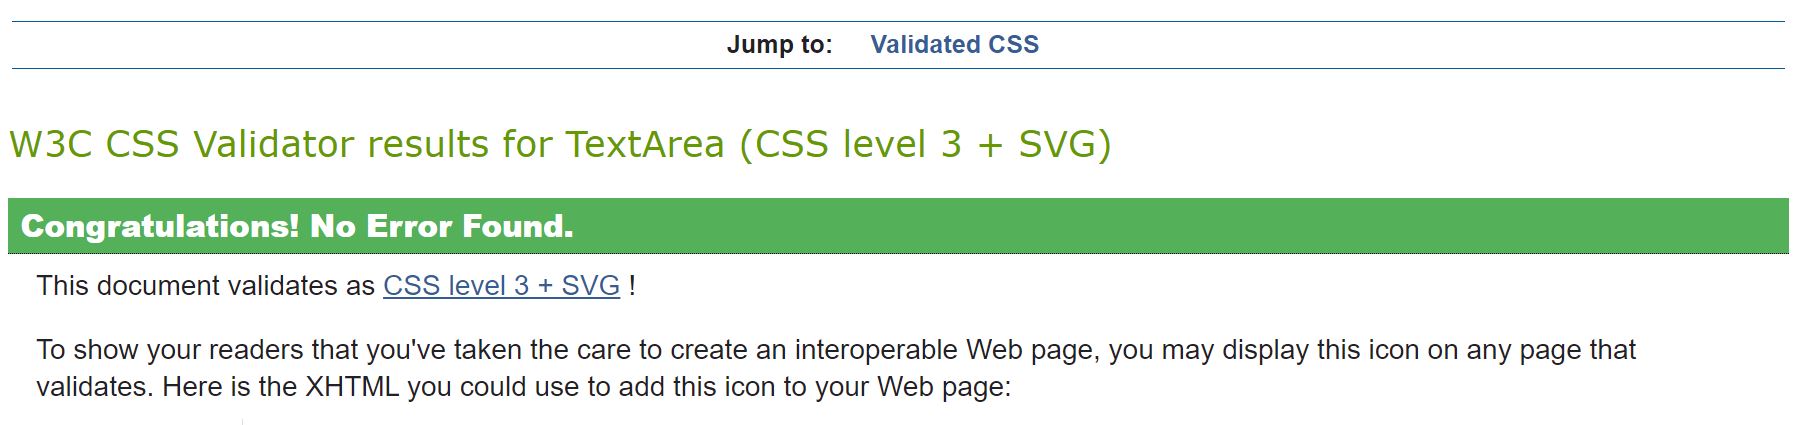 Jump to: Validated CSS
W3C CSS Validator results for TextArea (CSS level 3 + SVG)
Congratulations! No Error Found.
This document validates as CSS level 3 + SVG !
To show your readers that you've taken the care to create an interoperable Web page, you may display this icon on any page that
validates. Here is the XHTML you could use to add this icon to your Web page: